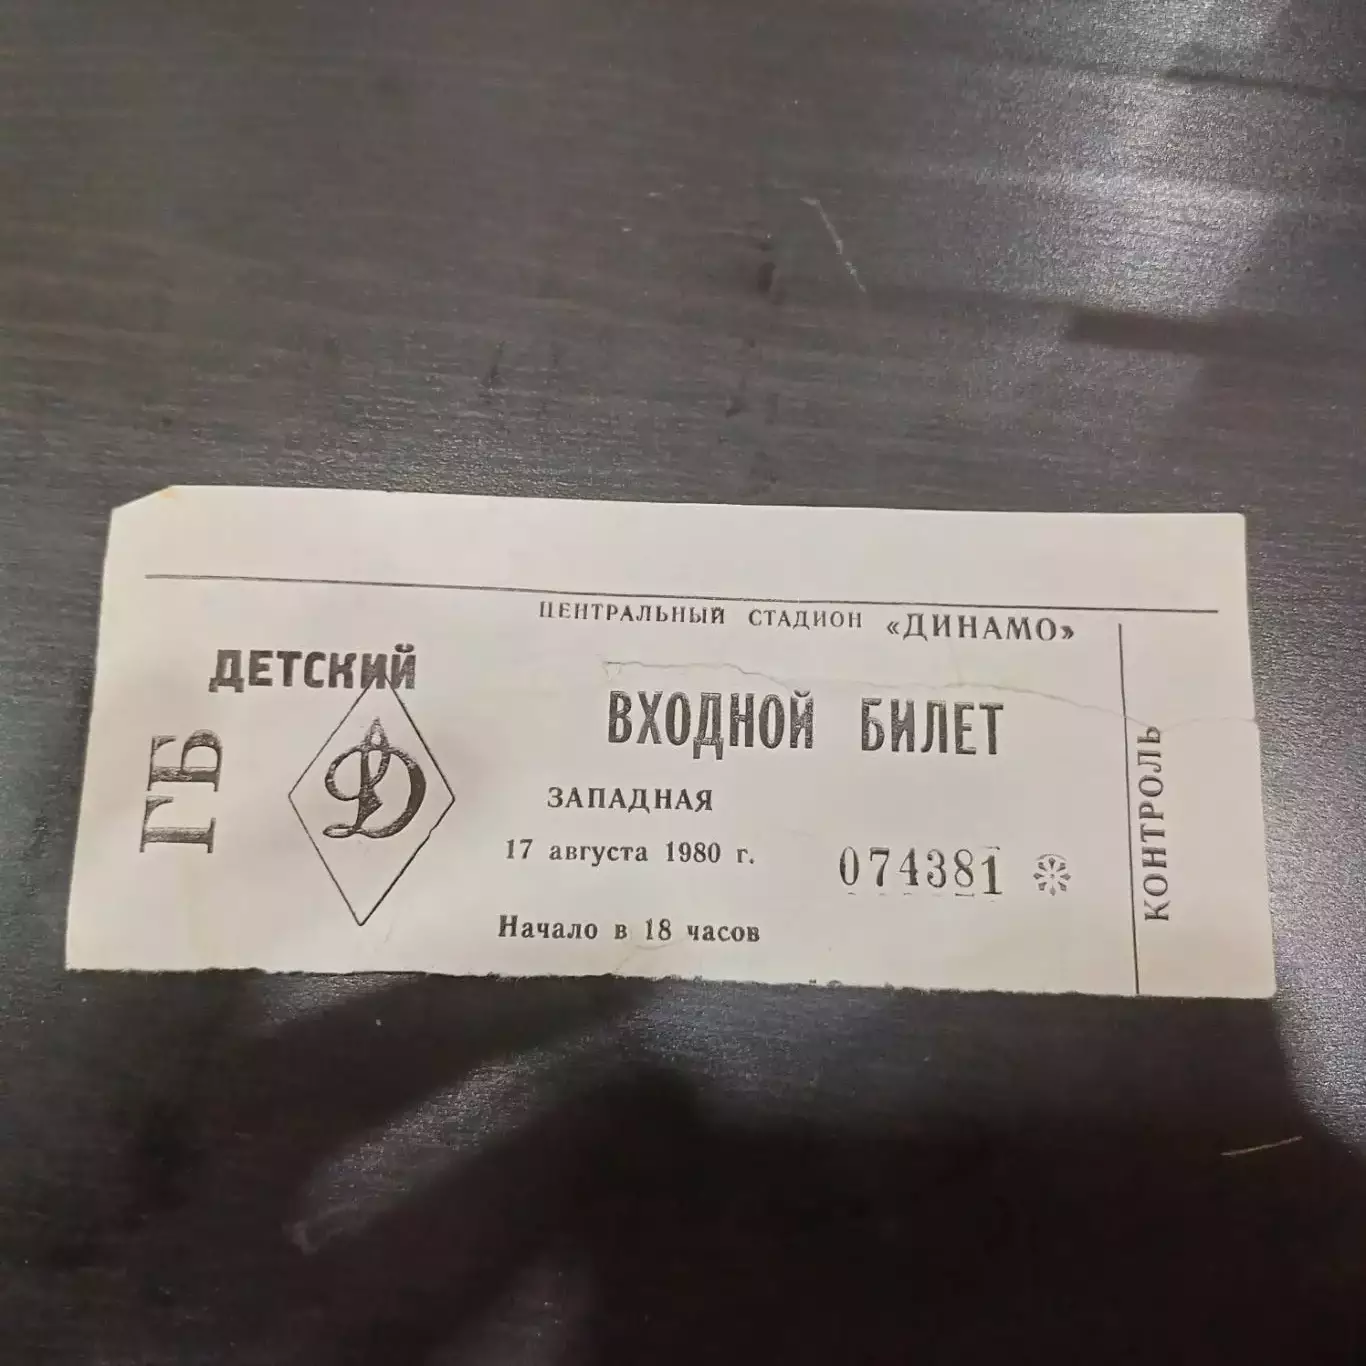 ЦЕНТРАЛЬНЫЙ СТАДИОН «ДИНАМО»
ДЕТСКИЙ
ГБ
Д
ВХОДНОЙ БИЛЕТ
ЗАПАДНАЯ
17 августа 1980 г.
074381
Начало в 18 часов
КОНТРОЛЬ